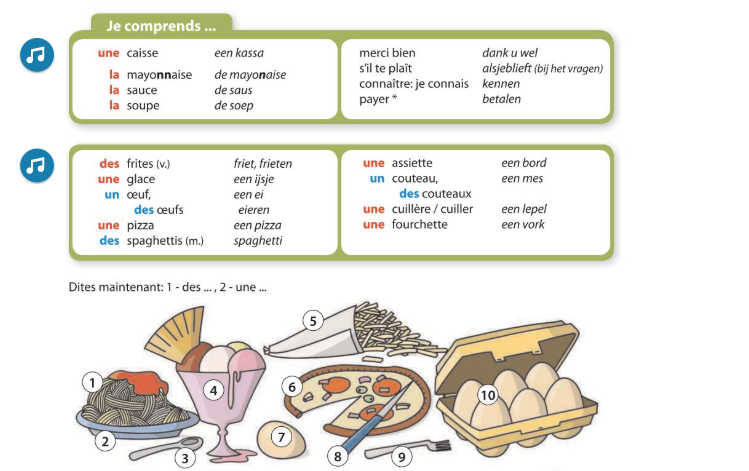 Je comprends ...
une caisse een kassa
la mayonnaise de mayonaise
la sauce de saus
la soupe de soep
merci bien dank u wel
s'il te plaît alsjeblieft (bij het vragen)
connaître: je connais kennen
payer * betalen
des frites (v.) friet, frieten
une glace een ijsje
un œuf, een ei
des œufs eieren
une pizza een pizza
des spaghettis (m.) spaghetti
une assiette een bord
un couteau, een mes
des couteaux
une cuillère / cuiller een lepel
une fourchette een vork
Dites maintenant: 1 - des ... , 2 - une ...
5
1
4
6
10
2
7
3
8
9